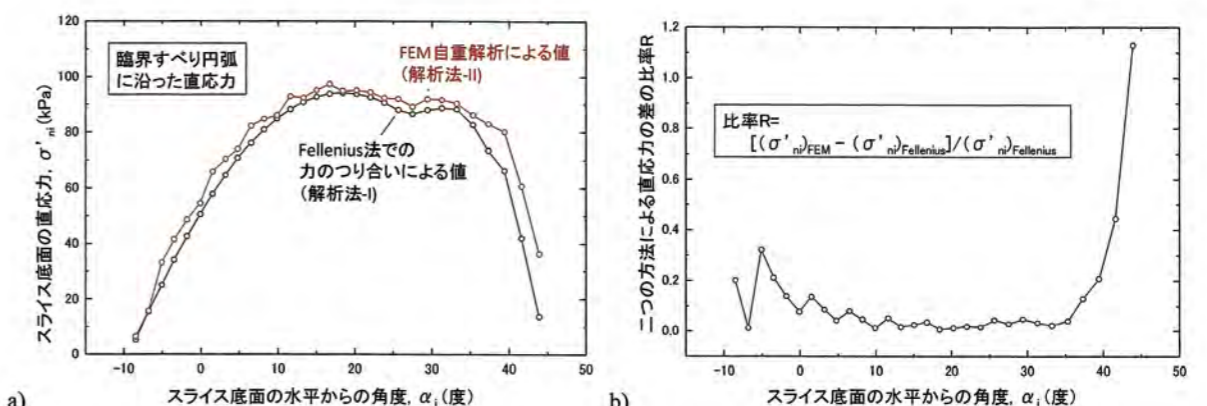 120
100
80
60
40
20
0
-10
0
10
20
30
40
50
スライス底面の直応力, σ'ni (kPa)
臨界すべり円弧
に沿った直応力
FEM自重解析による値
(解析法-II)
Fellenius法での
力のつり合いによる値
(解析法-I)
スライス底面の水平からの角度, αi(度)
a)
1.2
1.0
0.8
0.6
0.4
0.2
0.0
-10
0
10
20
30
40
50
二つの方法による直応力の差の比率R
比率R=
[(σ'ni)FEM − (σ'ni)Fellenius]/(σ'ni)Fellenius
スライス底面の水平からの角度, αi(度)
b)